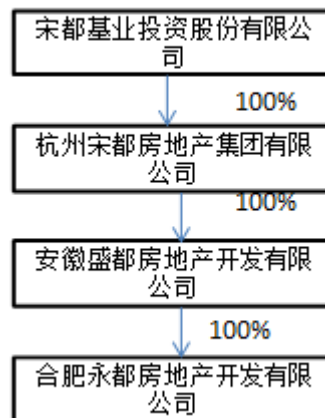 宋都基业投资股份有限公
司
100%
杭州宋都房地产集团有限
公司
100%
安徽盛都房地产开发有限
公司
100%
合肥永都房地产开发有限
公司